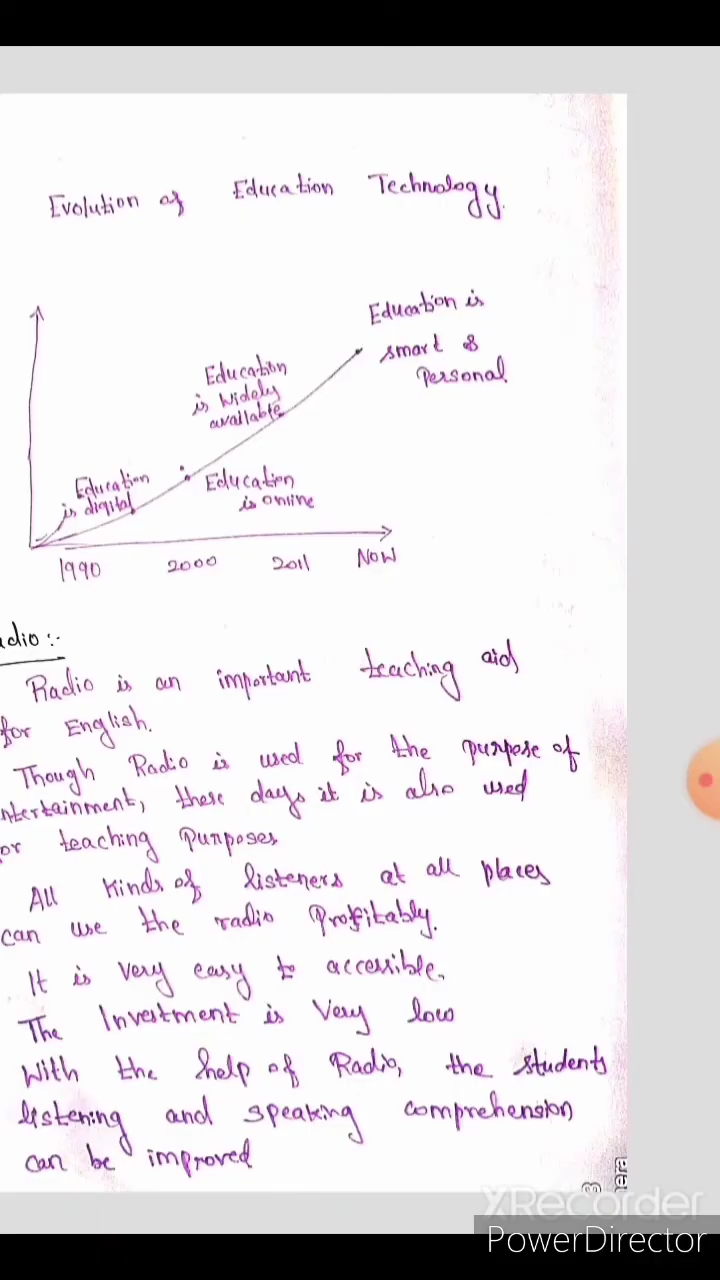 Evolution of Education Technology.
Education is
smart &
Personal
Education
is Widely
available
Education
is digital
Education
is online
1990 2000 2011 NOW
adio :-
Radio is an important teaching aid
for English.
Though Radio is used for the purpose of
ntertainment, these days it is also used
or teaching purposes
All kinds of listeners at all places
can use the radio Profitably.
It is very easy to accessible.
The Investment is Very low
With the help of Radio, the students
listening and speaking comprehension
can be improved
XRecorder
PowerDirector